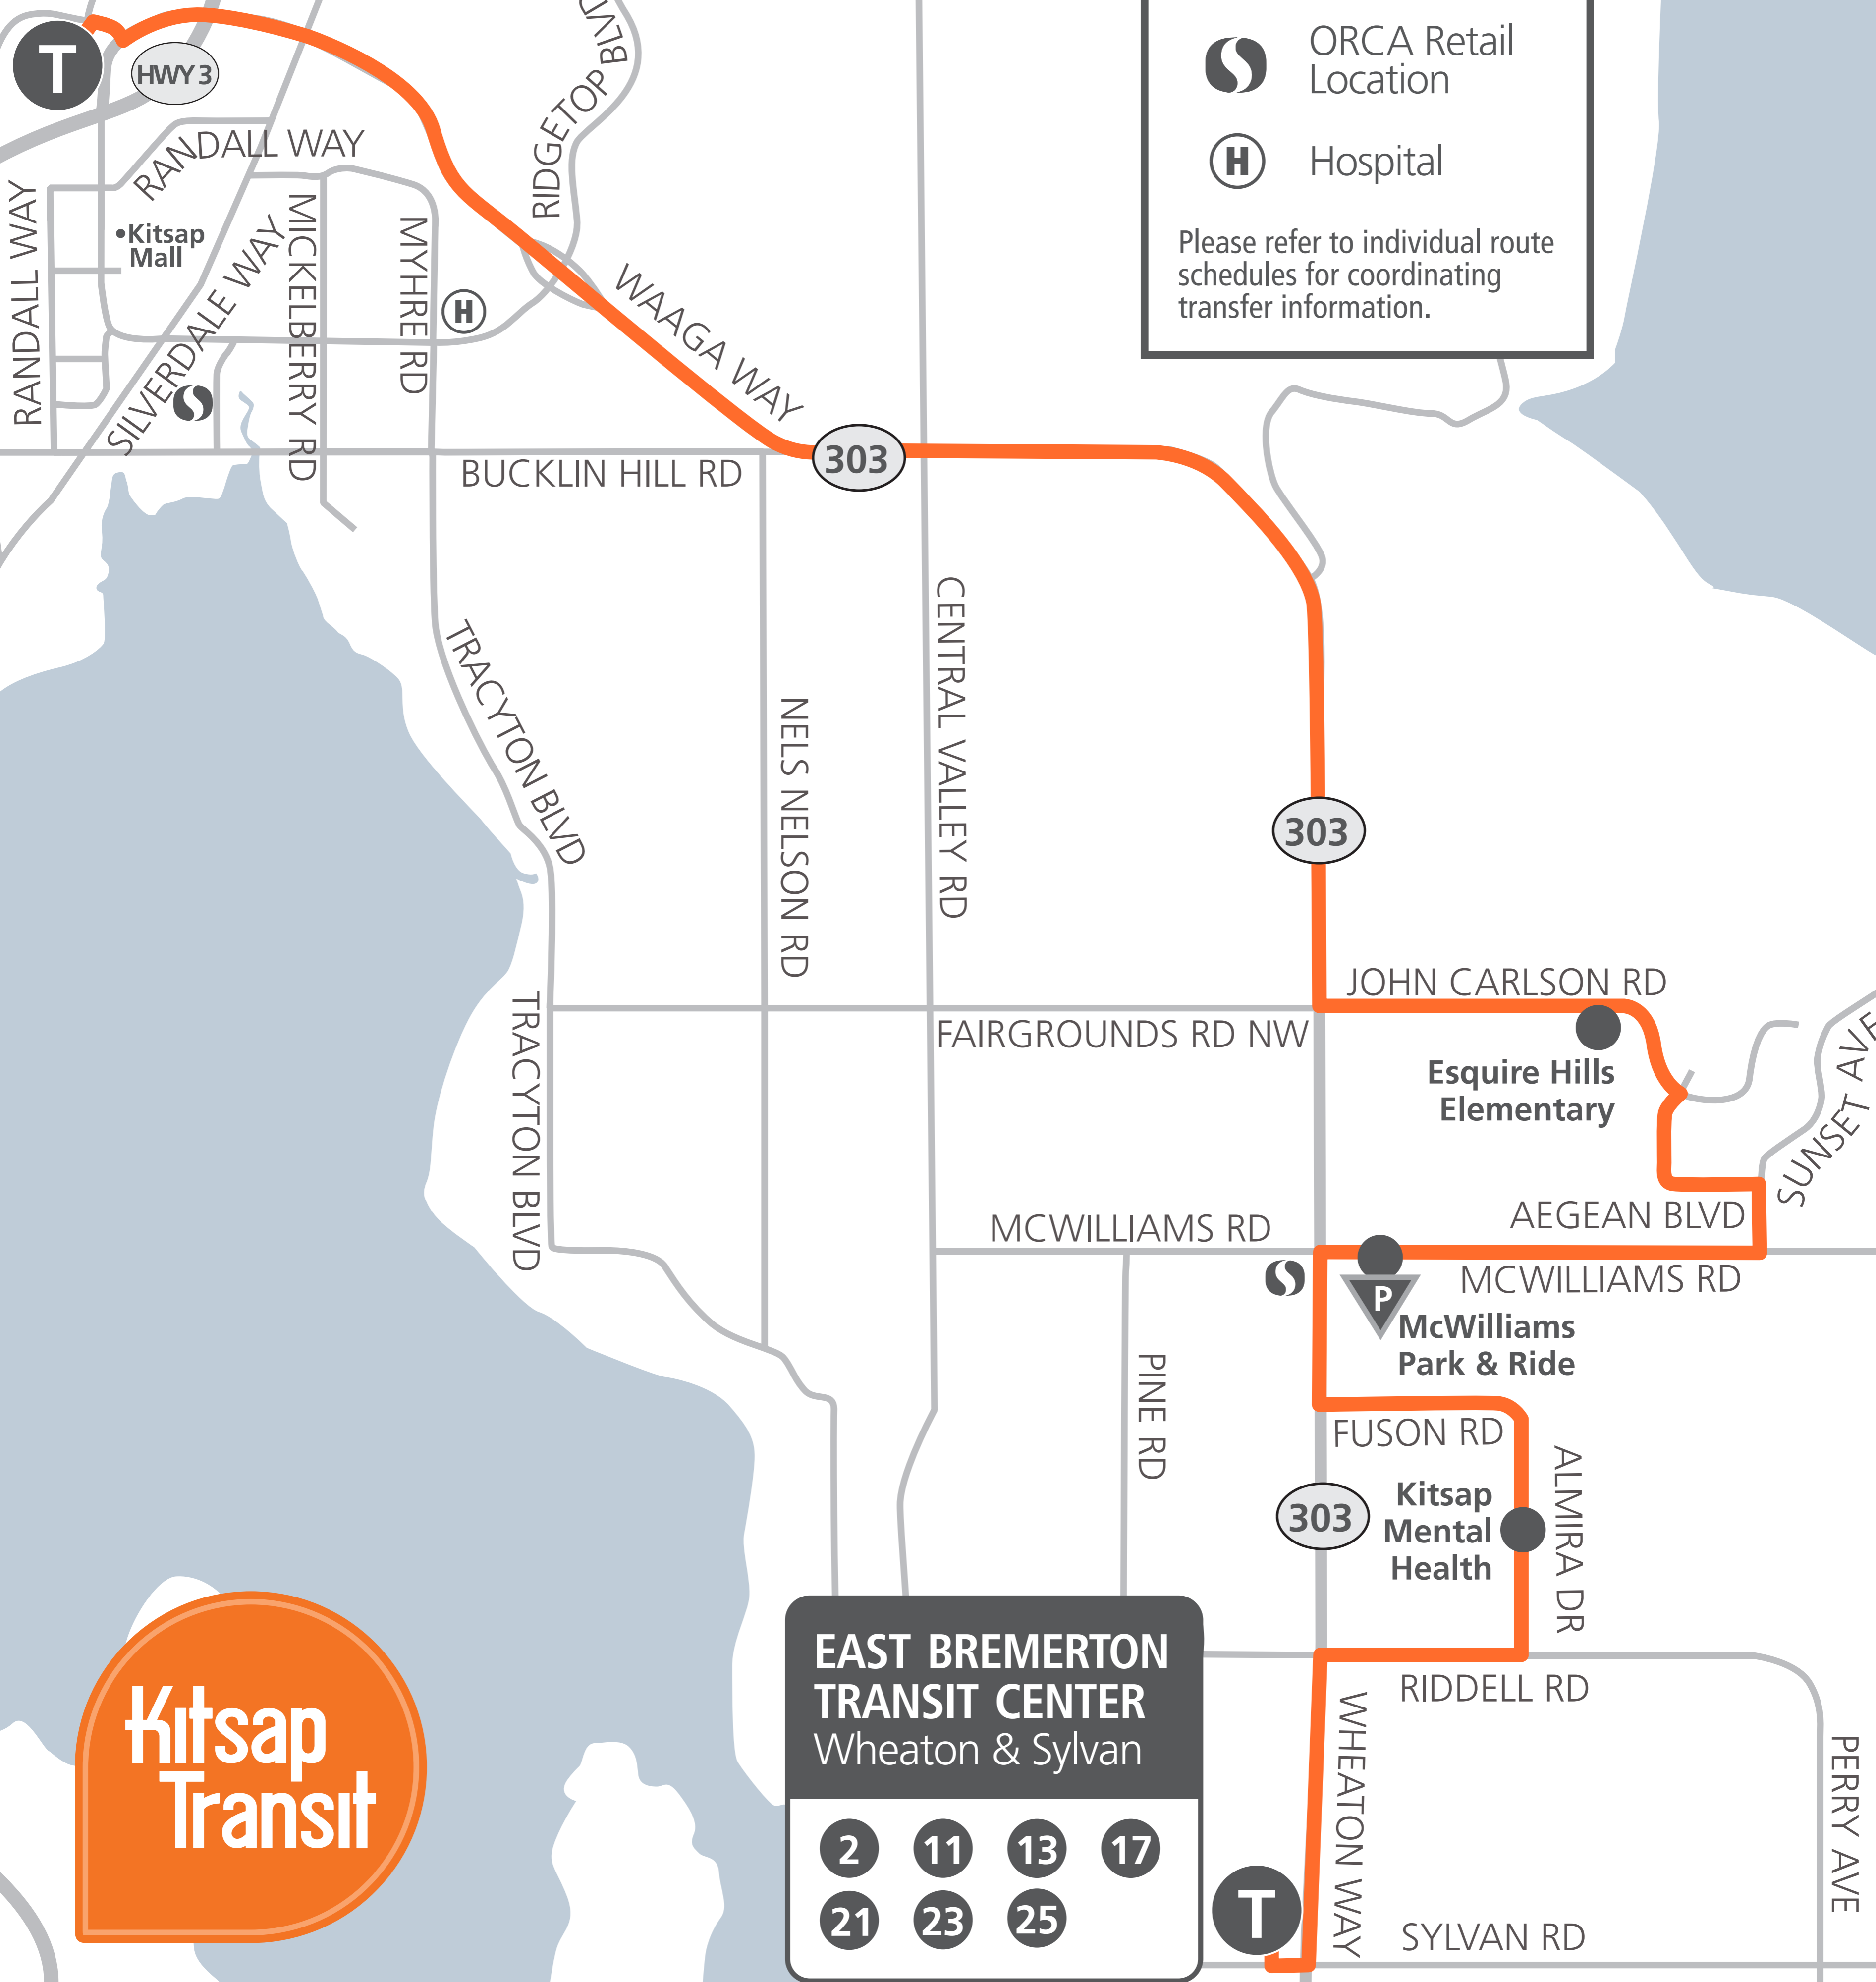 T
HWY 3
RIDGETOP BLVD
ORCA Retail
Location
H
Hospital
Please refer to individual route
schedules for coordinating
transfer information.
RANDALL WAY
RANDALL WAY
Kitsap
Mall
SILVERDALE WAY
MICKELBERRY RD
MYHRE RD
H
WAAGA WAY
303
BUCKLIN HILL RD
TRACYTON BLVD
NELS NELSON RD
CENTRAL VALLEY RD
303
JOHN CARLSON RD
FAIRGROUNDS RD NW
Esquire Hills
Elementary
SUNSET AVE
TRACYTON BLVD
AEGEAN BLVD
MCWILLIAMS RD
MCWILLIAMS RD
P
McWilliams
Park & Ride
PINE RD
FUSON RD
303
Kitsap
Mental
Health
ALMIRA DR
RIDDELL RD
WHEATON WAY
PERRY AVE
SYLVAN RD
T
EAST BREMERTON
TRANSIT CENTER
Wheaton & Sylvan
2 11 13 17
21 23 25
Kitsap
Transit